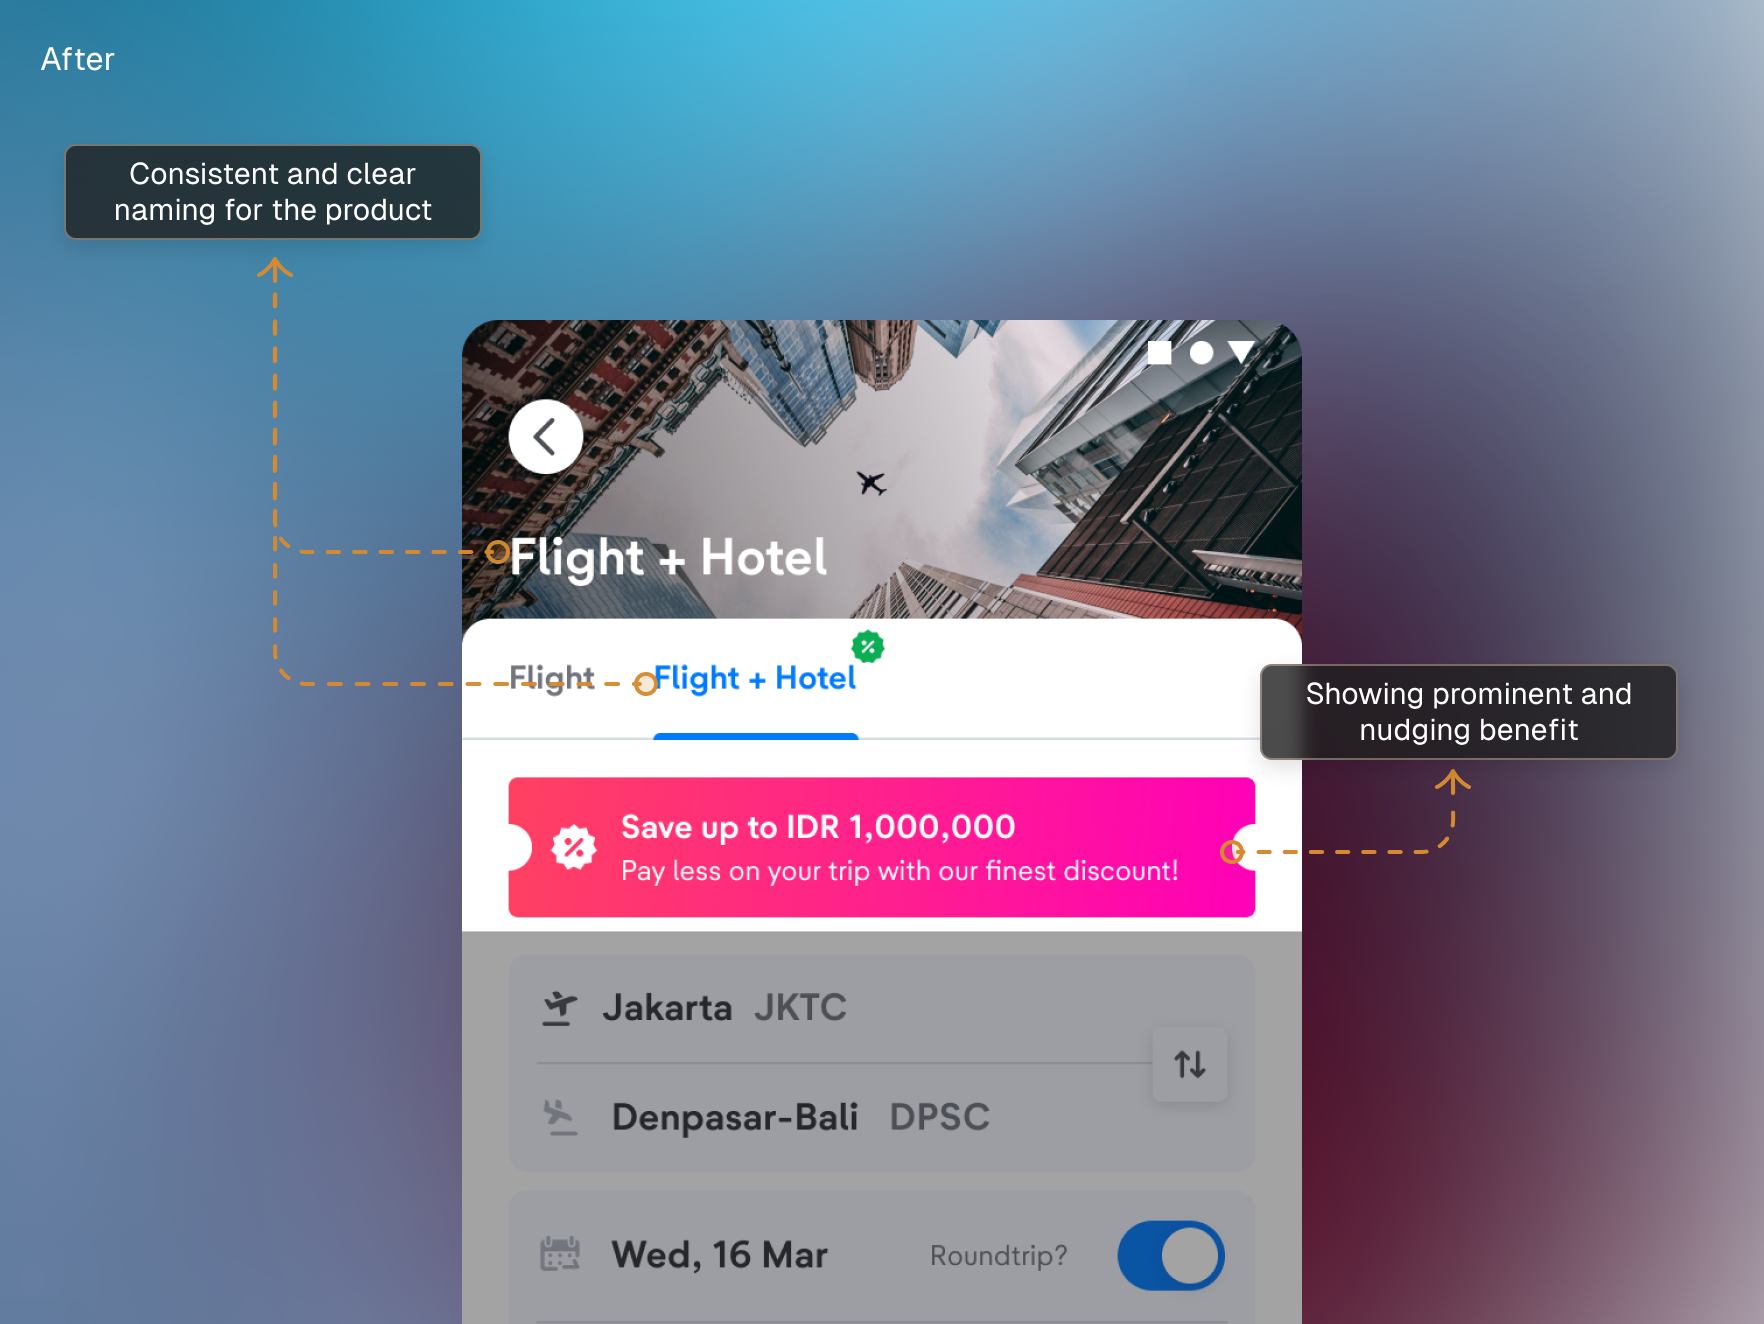 After
Consistent and clear
naming for the product
Flight + Hotel
Flight
Flight + Hotel
Showing prominent and
nudging benefit
Save up to IDR 1,000,000
Pay less on your trip with our finest discount!
Jakarta JKTC
Denpasar-Bali DPSC
Wed, 16 Mar Roundtrip?